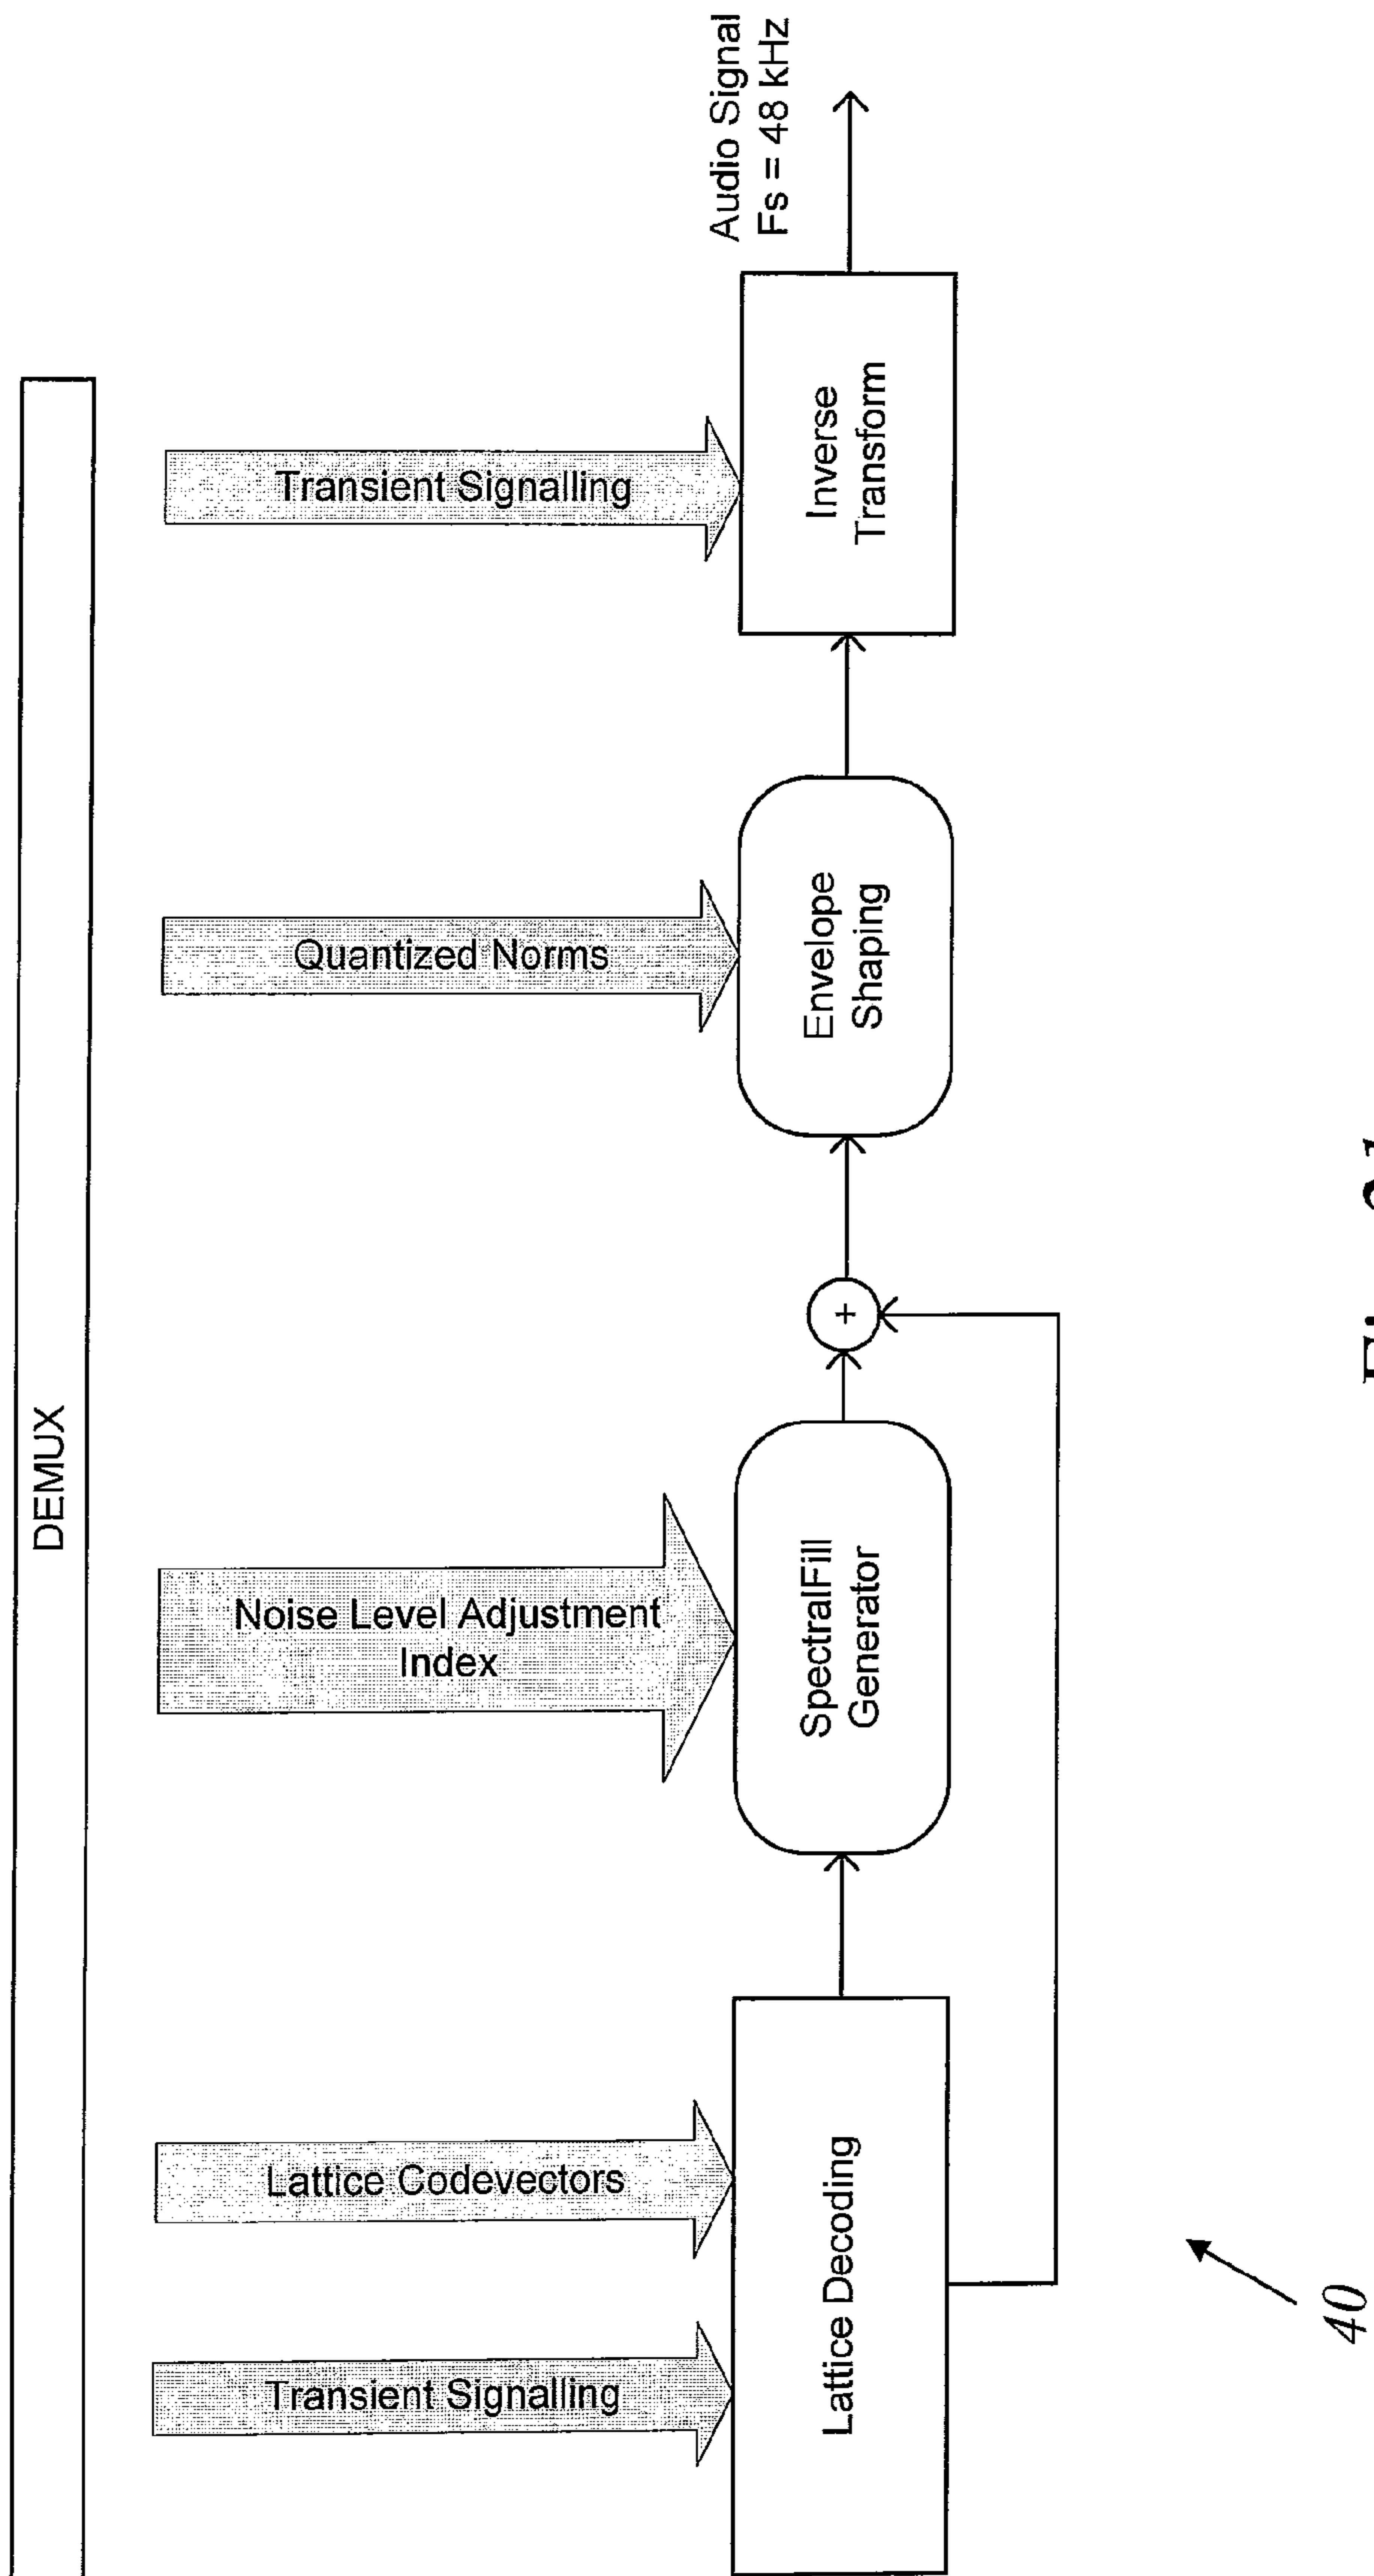 DEMUX
Transient Signalling
Lattice Codevectors
Noise Level Adjustment
Index
Quantized Norms
Transient Signalling
Lattice Decoding
SpectralFill
Generator
+
Envelope
Shaping
Inverse
Transform
Audio Signal
Fs = 48 kHz
40